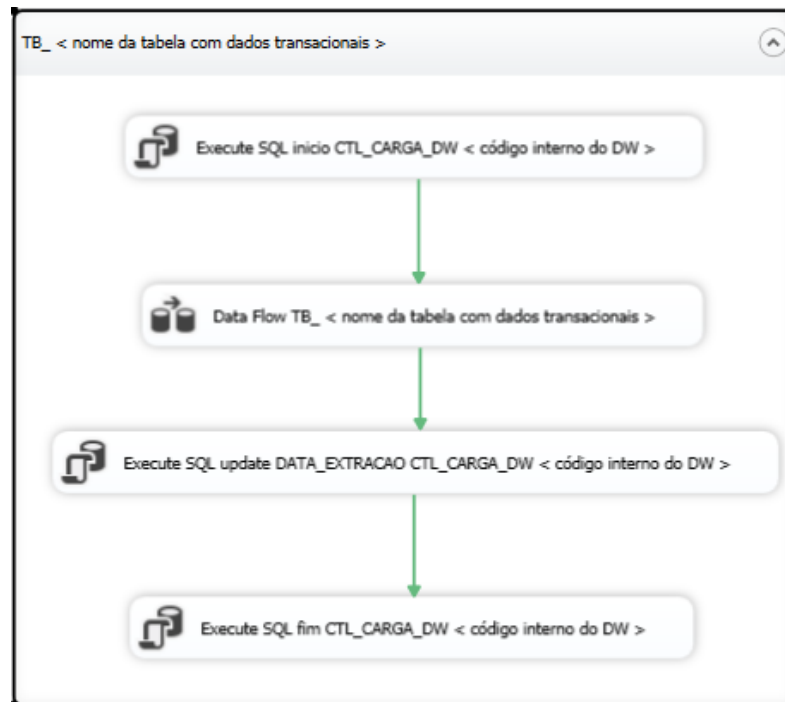 TB_ < nome da tabela com dados transacionais >
Execute SQL inicio CTL_CARGA_DW < código interno do DW >
Data Flow TB_ < nome da tabela com dados transacionais >
Execute SQL update DATA_EXTRACAO CTL_CARGA_DW < código interno do DW >
Execute SQL fim CTL_CARGA_DW < código interno do DW >